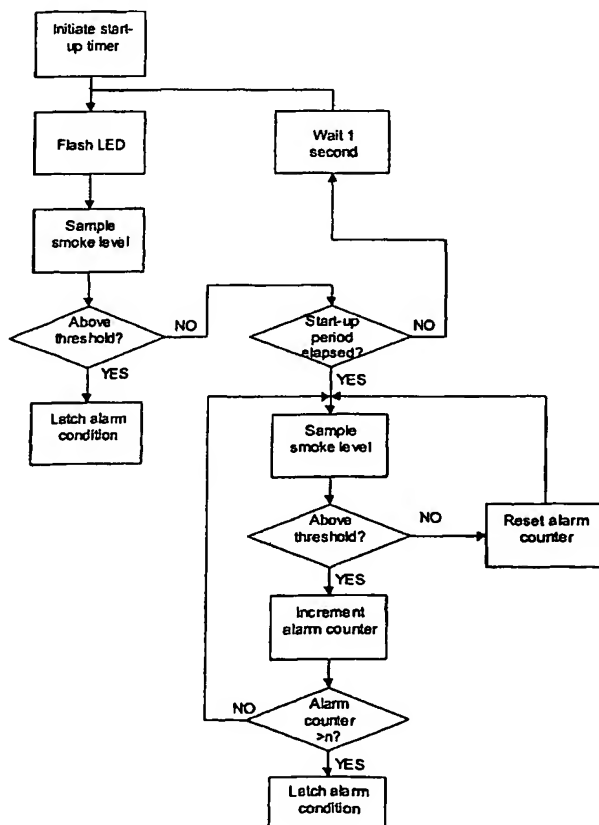 Initiate start-
up timer
Flash LED
Wait 1
second
Sample
smoke level
Above
threshold?
NO
Start-up
period
elapsed?
NO
YES
YES
Latch alarm
condition
Sample
smoke level
Above
threshold?
NO
Reset alarm
counter
YES
Increment
alarm counter
NO
Alarm
counter
>n?
YES
Latch alarm
condition